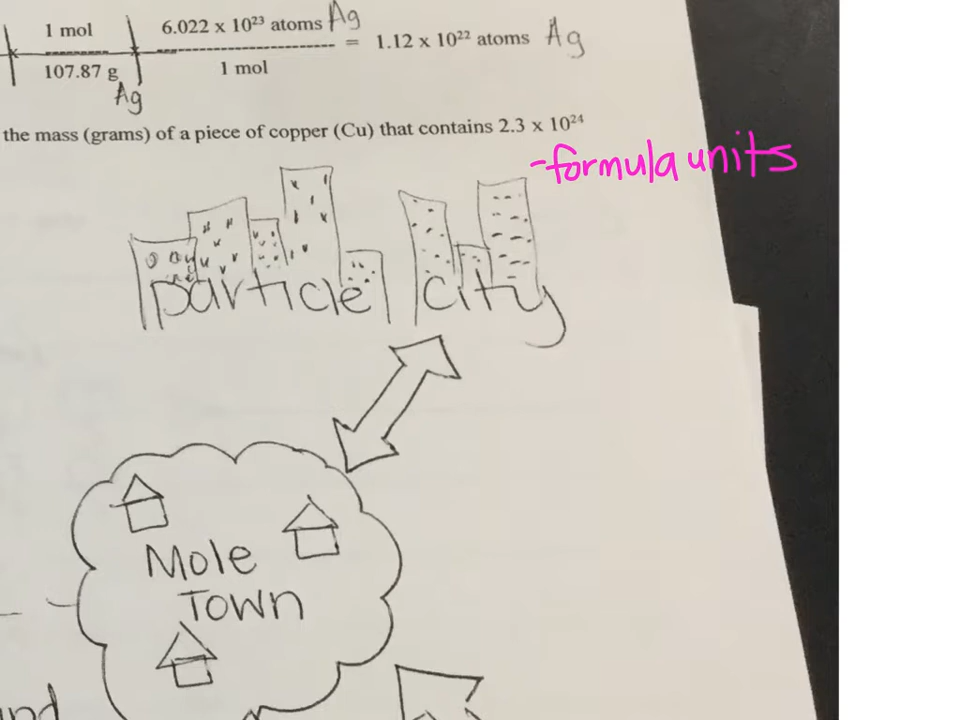 1 mol 6.022 x 10²³ atoms Ag
= 1.12 x 10²² atoms Ag
107.87 g 1 mol
Ag
the mass (grams) of a piece of copper (Cu) that contains 2.3 x 10²⁴
-formula units
particle city
Mole
Town